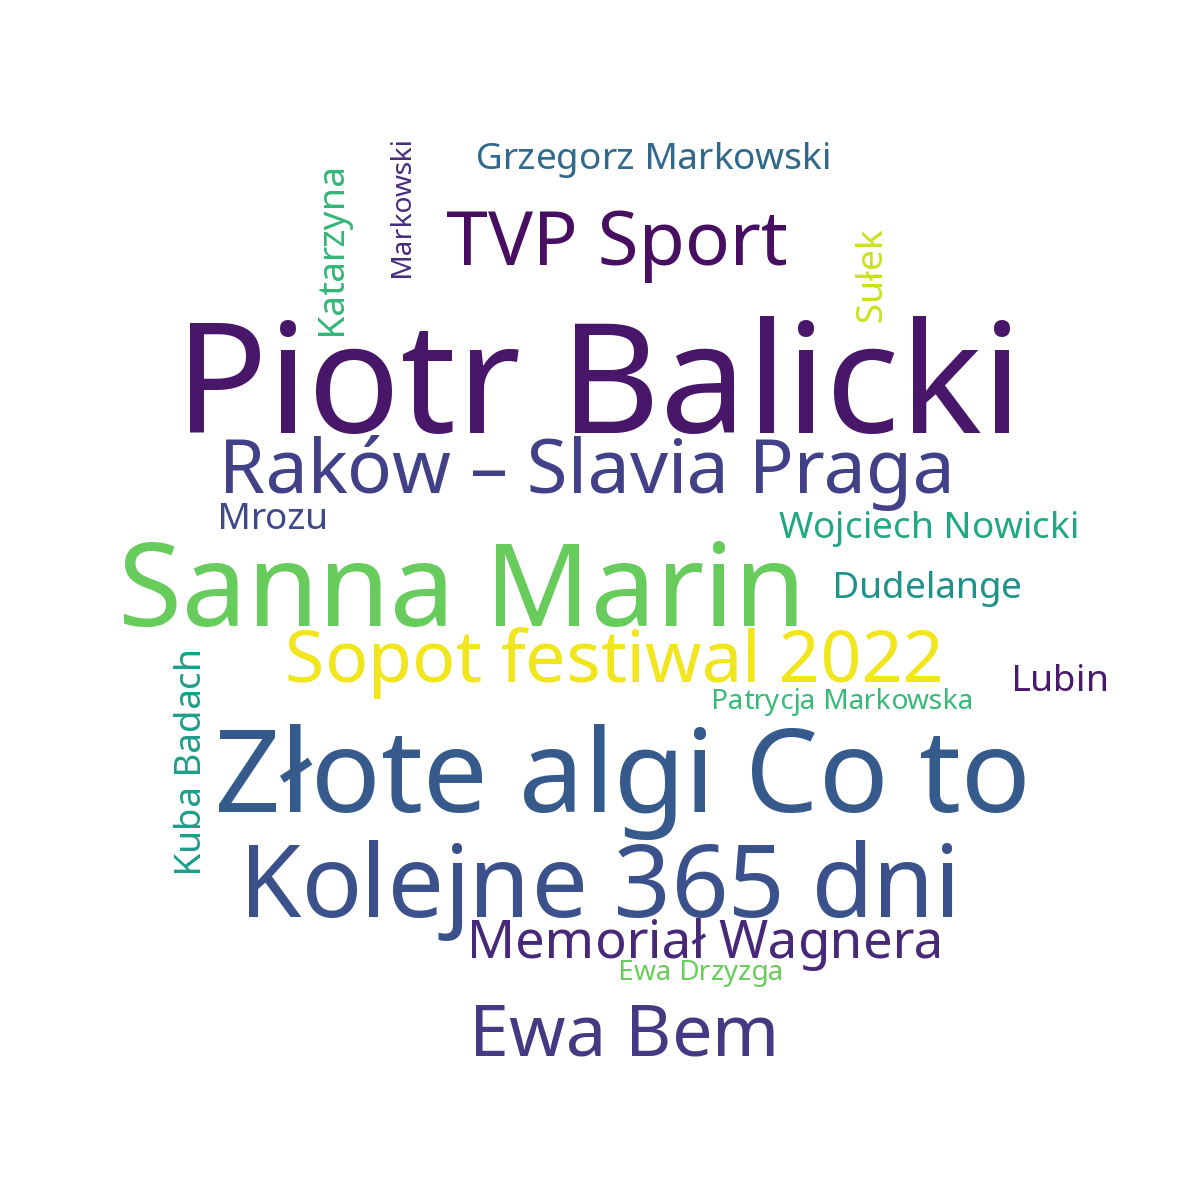 Grzegorz Markowski
Markowski
Katarzyna
TVP Sport
Sułek
Piotr Balicki
Raków – Slavia Praga
Mrozu
Wojciech Nowicki
Sanna Marin
Dudelange
Sopot festiwal 2022
Lubin
Patrycja Markowska
Kuba Badach
Złote algi Co to
Kolejne 365 dni
Memoriał Wagnera
Ewa Drzyzga
Ewa Bem